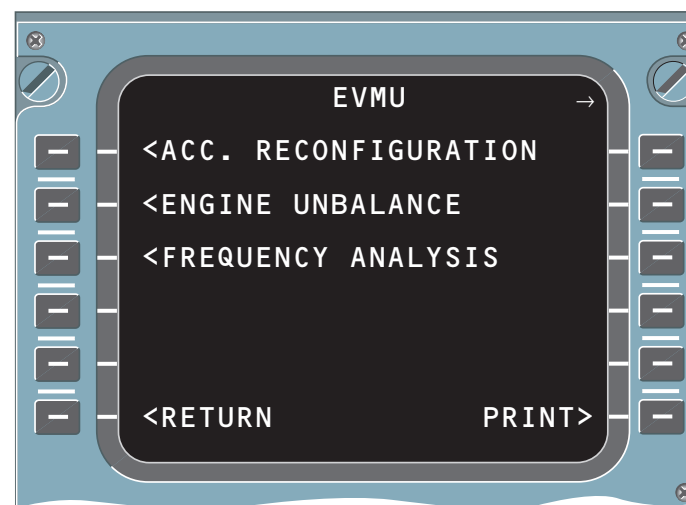 EVMU →
<ACC. RECONFIGURATION
<ENGINE UNBALANCE
<FREQUENCY ANALYSIS
<RETURN PRINT>